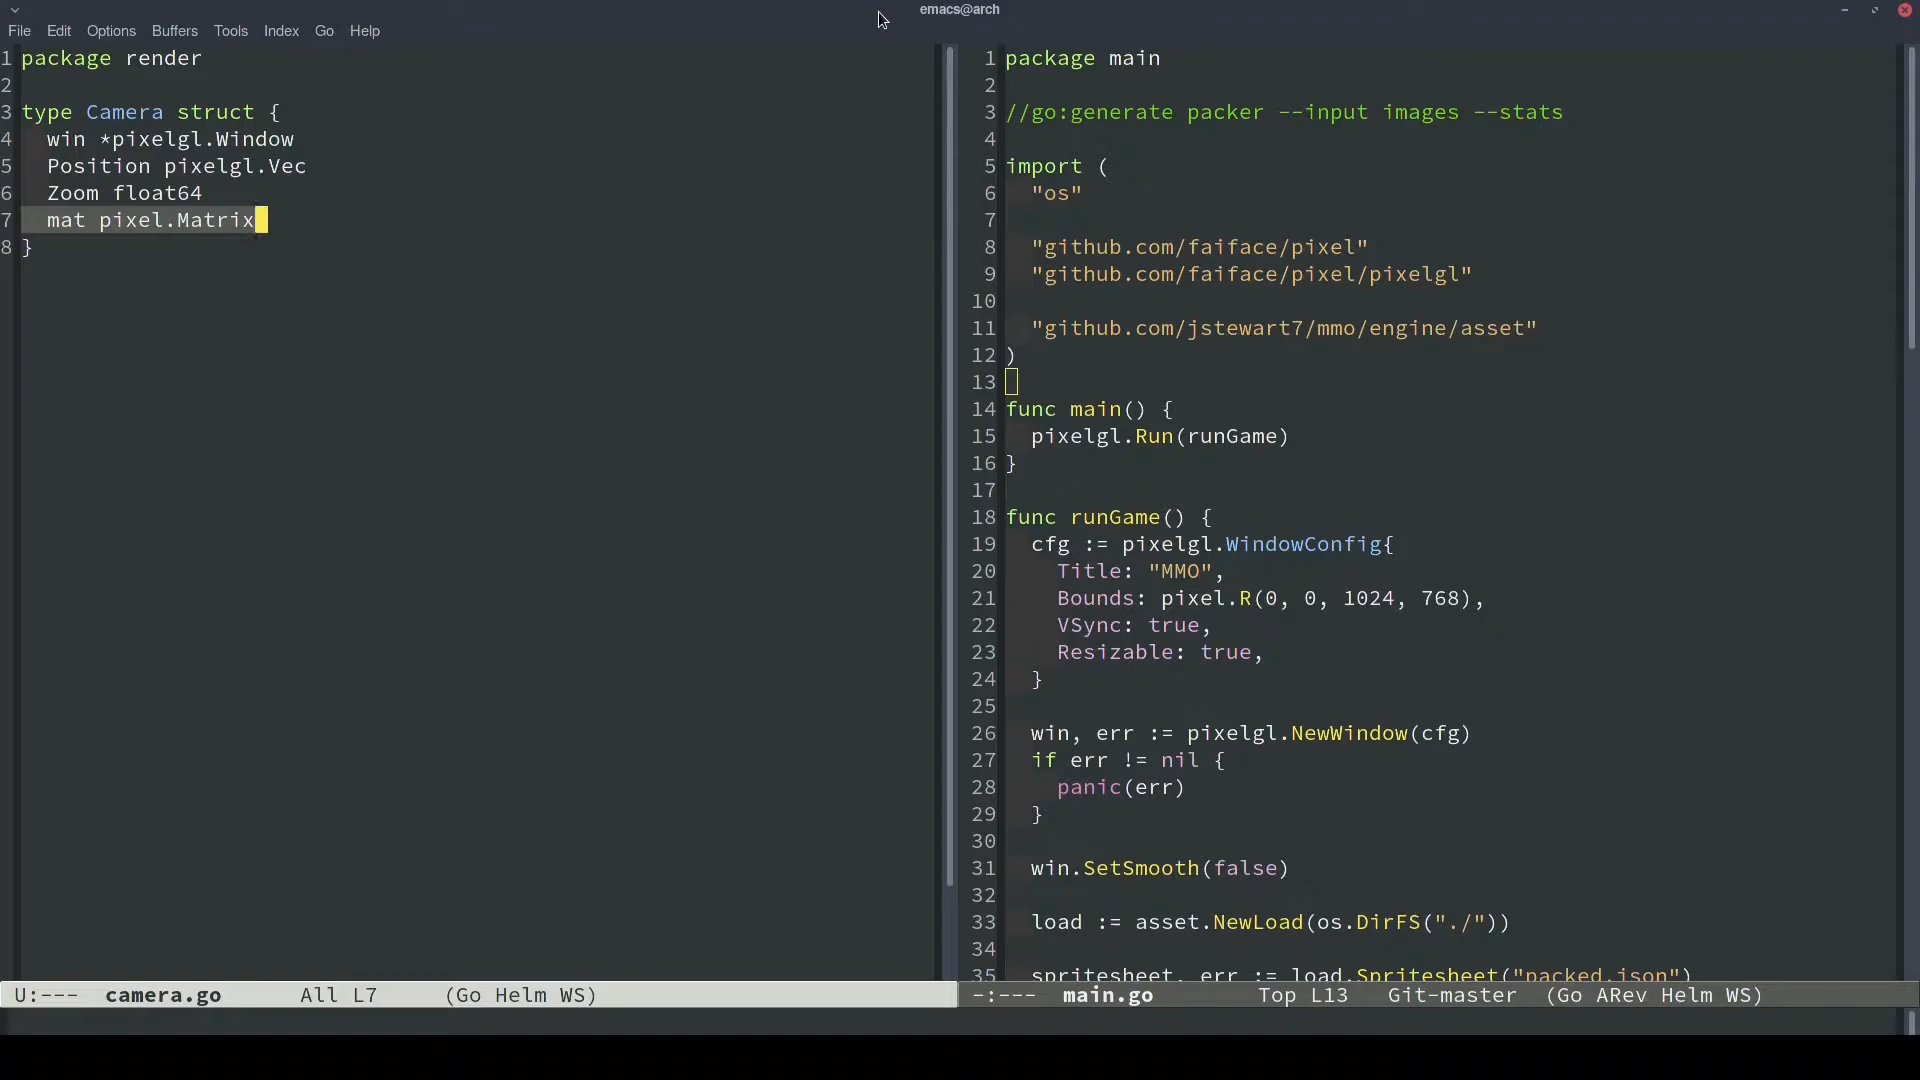 emacs@arch
File Edit Options Buffers Tools Index Go Help
1 package render
2
3 type Camera struct {
4   win *pixelgl.Window
5   Position pixelgl.Vec
6   Zoom float64
7   mat pixel.Matrix
8 }
U:---  camera.go      All L7     (Go Helm WS)
1 package main
2
3 //go:generate packer --input images --stats
4
5 import (
6   "os"
7
8   "github.com/faiface/pixel"
9   "github.com/faiface/pixel/pixelgl"
10
11   "github.com/jstewart7/mmo/engine/asset"
12 )
13
14 func main() {
15   pixelgl.Run(runGame)
16 }
17
18 func runGame() {
19   cfg := pixelgl.WindowConfig{
20     Title: "MMO",
21     Bounds: pixel.R(0, 0, 1024, 768),
22     VSync: true,
23     Resizable: true,
24   }
25
26   win, err := pixelgl.NewWindow(cfg)
27   if err != nil {
28     panic(err)
29   }
30
31   win.SetSmooth(false)
32
33   load := asset.NewLoad(os.DirFS("./"))
34
35   spritesheet, err := load.Spritesheet("packed.json")
-:---  main.go        Top L13   Git-master  (Go ARev Helm WS)